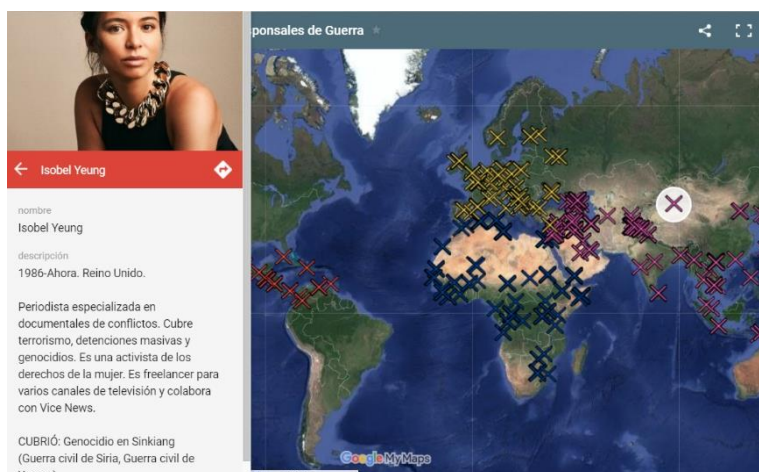 ponsales de Guerra
Isobel Yeung
nombre
Isobel Yeung
descripción
1986-Ahora. Reino Unido.
Periodista especializada en
documentales de conflictos. Cubre
terrorismo, detenciones masivas y
genocidios. Es una activista de los
derechos de la mujer. Es freelancer para
varios canales de televisión y colabora
con Vice News.
CUBRIÓ: Genocidio en Sinkiang
(Guerra civil de Siria, Guerra civil de
Google My Maps